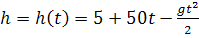 h = h(t) = 5 + 50t − gt²/2